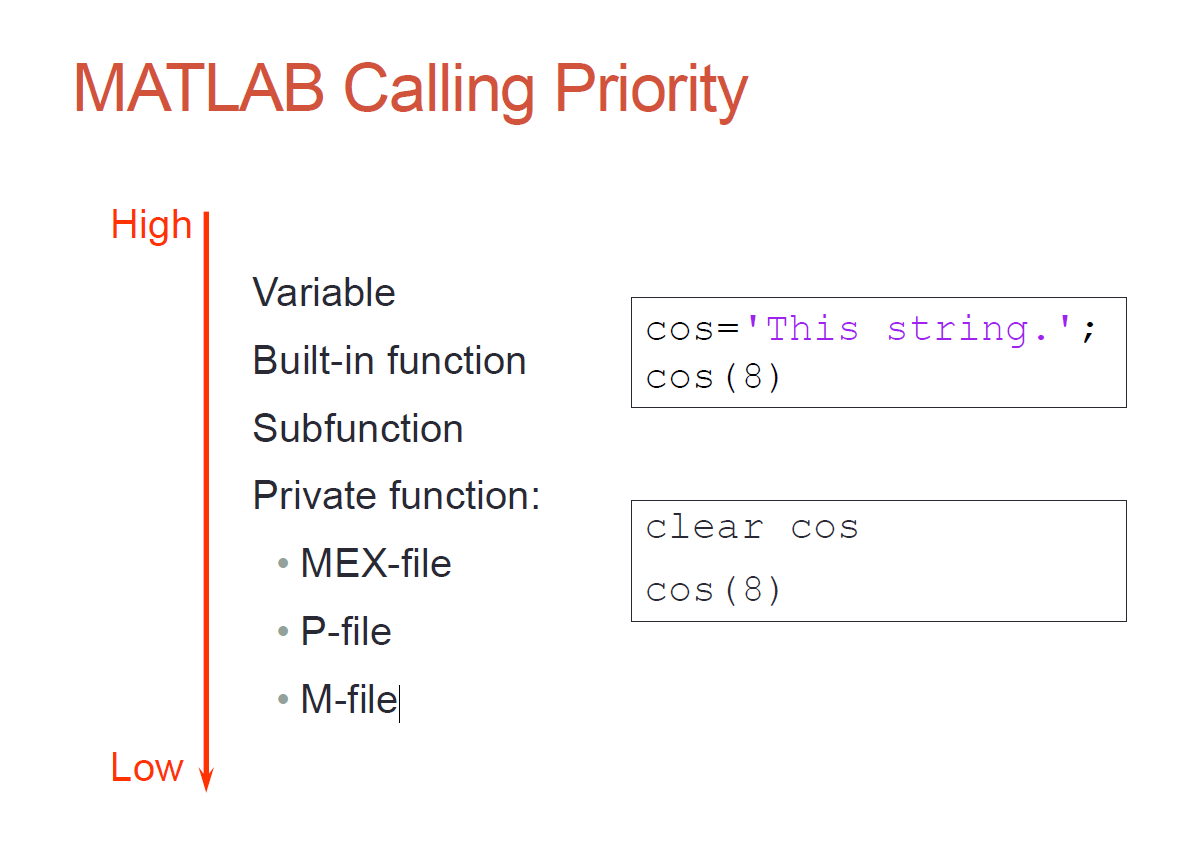 MATLAB Calling Priority
High
Variable
Built-in function
Subfunction
Private function:
• MEX-file
• P-file
• M-file
Low
cos='This string.';
cos(8)
clear cos
cos(8)